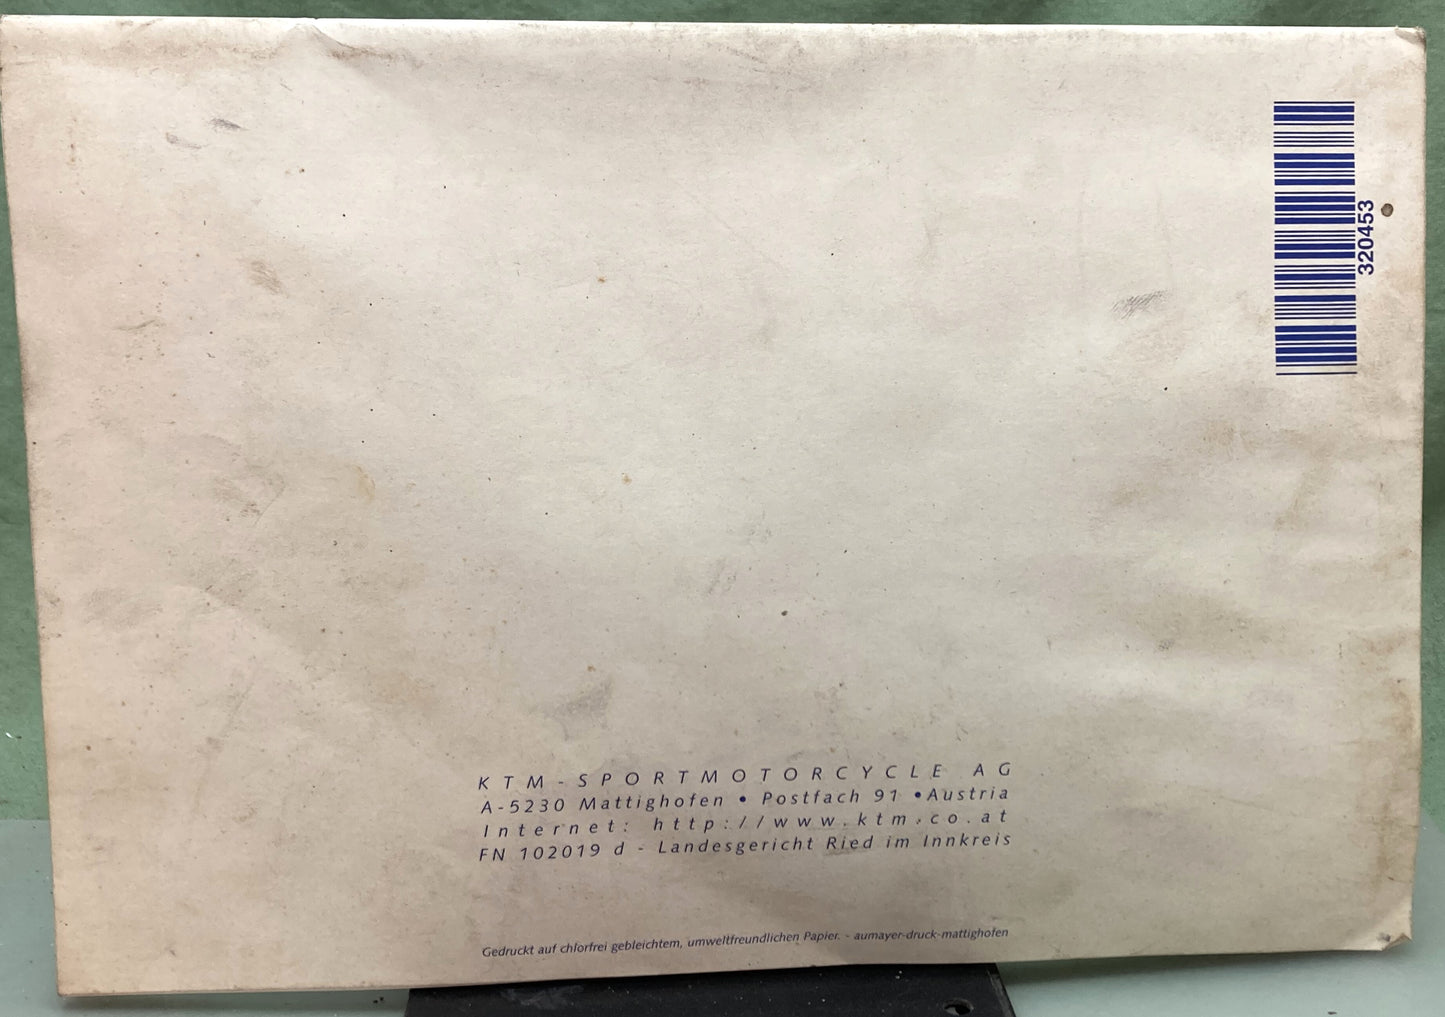 320453
KTM-SPORTMOTORCYCLE AG
A-5230 Mattighofen • Postfach 91 •Austria
Internet: http://www.ktm.co.at
FN 102019 d - Landesgericht Ried im Innkreis
Gedruckt auf chlorfrei gebleichtem, umweltfreundlichen Papier. - aumayer-druck-mattighofen